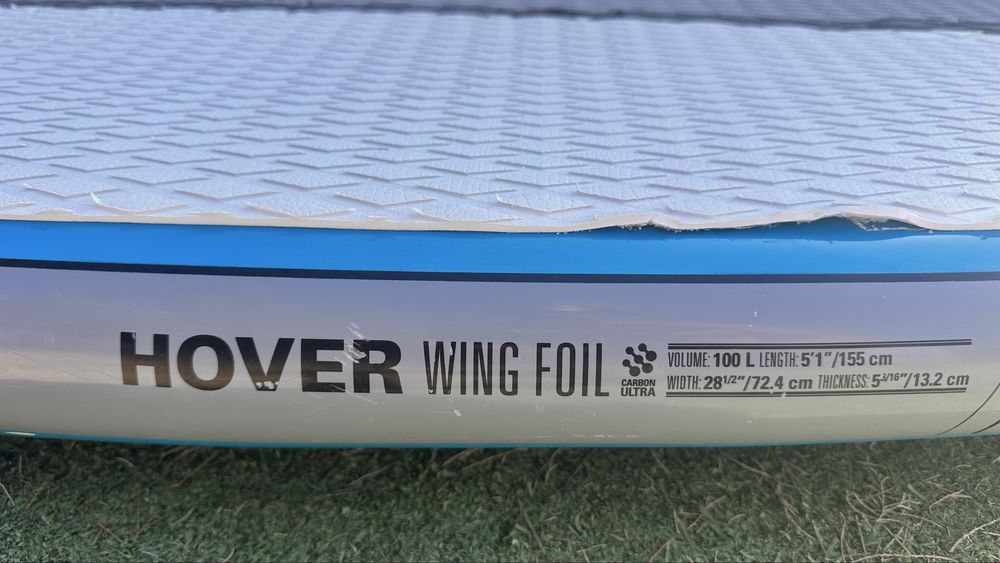 HOVER WING FOIL
CARBON
ULTRA
VOLUME: 100 L LENGTH: 5'1"/155 cm
WIDTH: 28 1/2"/72.4 cm THICKNESS: 5 3/16"/13.2 cm